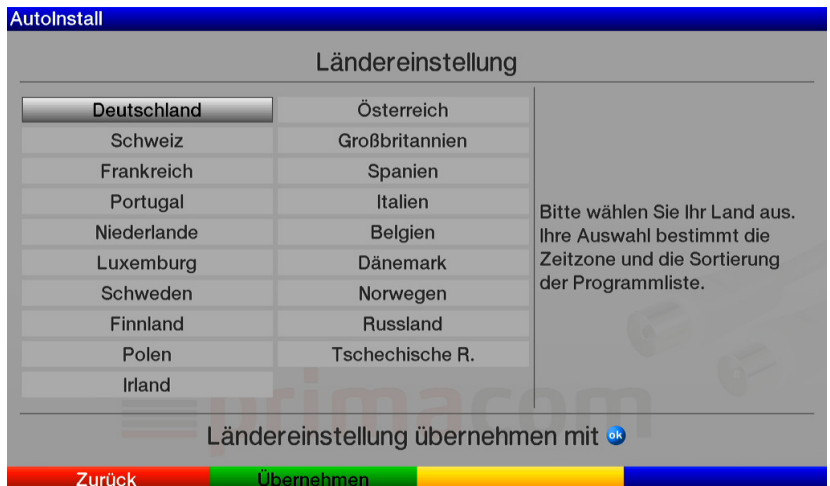 AutoInstall
Ländereinstellung
Deutschland Österreich
Schweiz Großbritannien
Frankreich Spanien
Portugal Italien
Niederlande Belgien
Luxemburg Dänemark
Schweden Norwegen
Finnland Russland
Polen Tschechische R.
Irland
Bitte wählen Sie Ihr Land aus.
Ihre Auswahl bestimmt die
Zeitzone und die Sortierung
der Programmliste.
primacom
Ländereinstellung übernehmen mit ok
Zurück Übernehmen